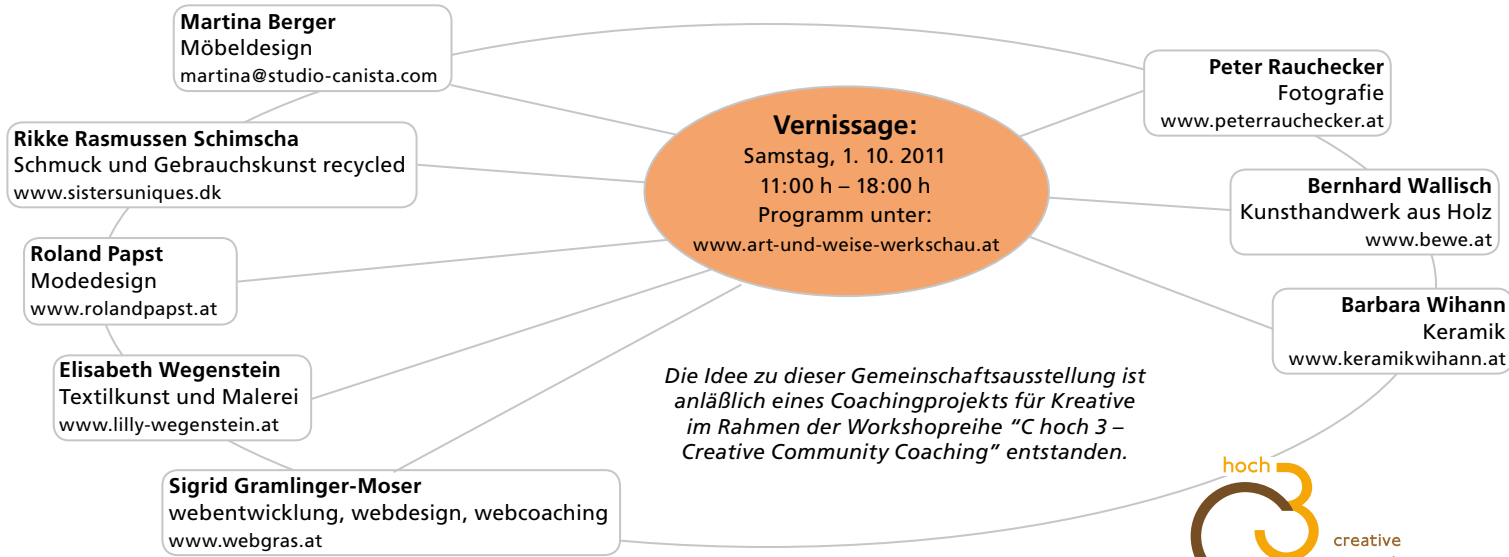 Martina Berger
Möbeldesign
martina@studio-canista.com
Rikke Rasmussen Schimscha
Schmuck und Gebrauchskunst recycled
www.sistersuniques.dk
Roland Papst
Modedesign
www.rolandpapst.at
Elisabeth Wegenstein
Textilkunst und Malerei
www.lilly-wegenstein.at
Sigrid Gramlinger-Moser
webentwicklung, webdesign, webcoaching
www.webgras.at
Vernissage:
Samstag, 1. 10. 2011
11:00 h – 18:00 h
Programm unter:
www.art-und-weise-werkschau.at
Die Idee zu dieser Gemeinschaftsausstellung ist
anläßlich eines Coachingprojekts für Kreative
im Rahmen der Workshopreihe “C hoch 3 –
Creative Community Coaching” entstanden.
Peter Rauchecker
Fotografie
www.peterrauchecker.at
Bernhard Wallisch
Kunsthandwerk aus Holz
www.bewe.at
Barbara Wihann
Keramik
www.keramikwihann.at
hoch
C3
creative